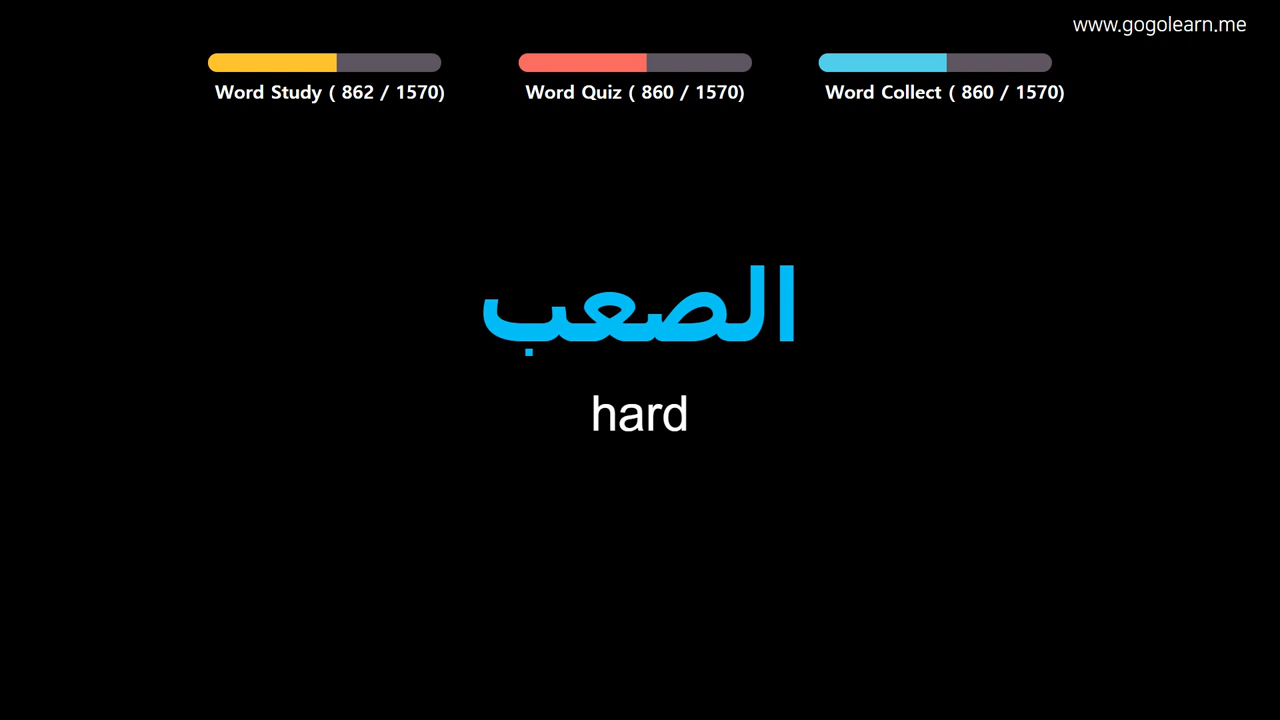 www.gogolearn.me
Word Study ( 862 / 1570)
Word Quiz ( 860 / 1570)
Word Collect ( 860 / 1570)
الصعب
hard